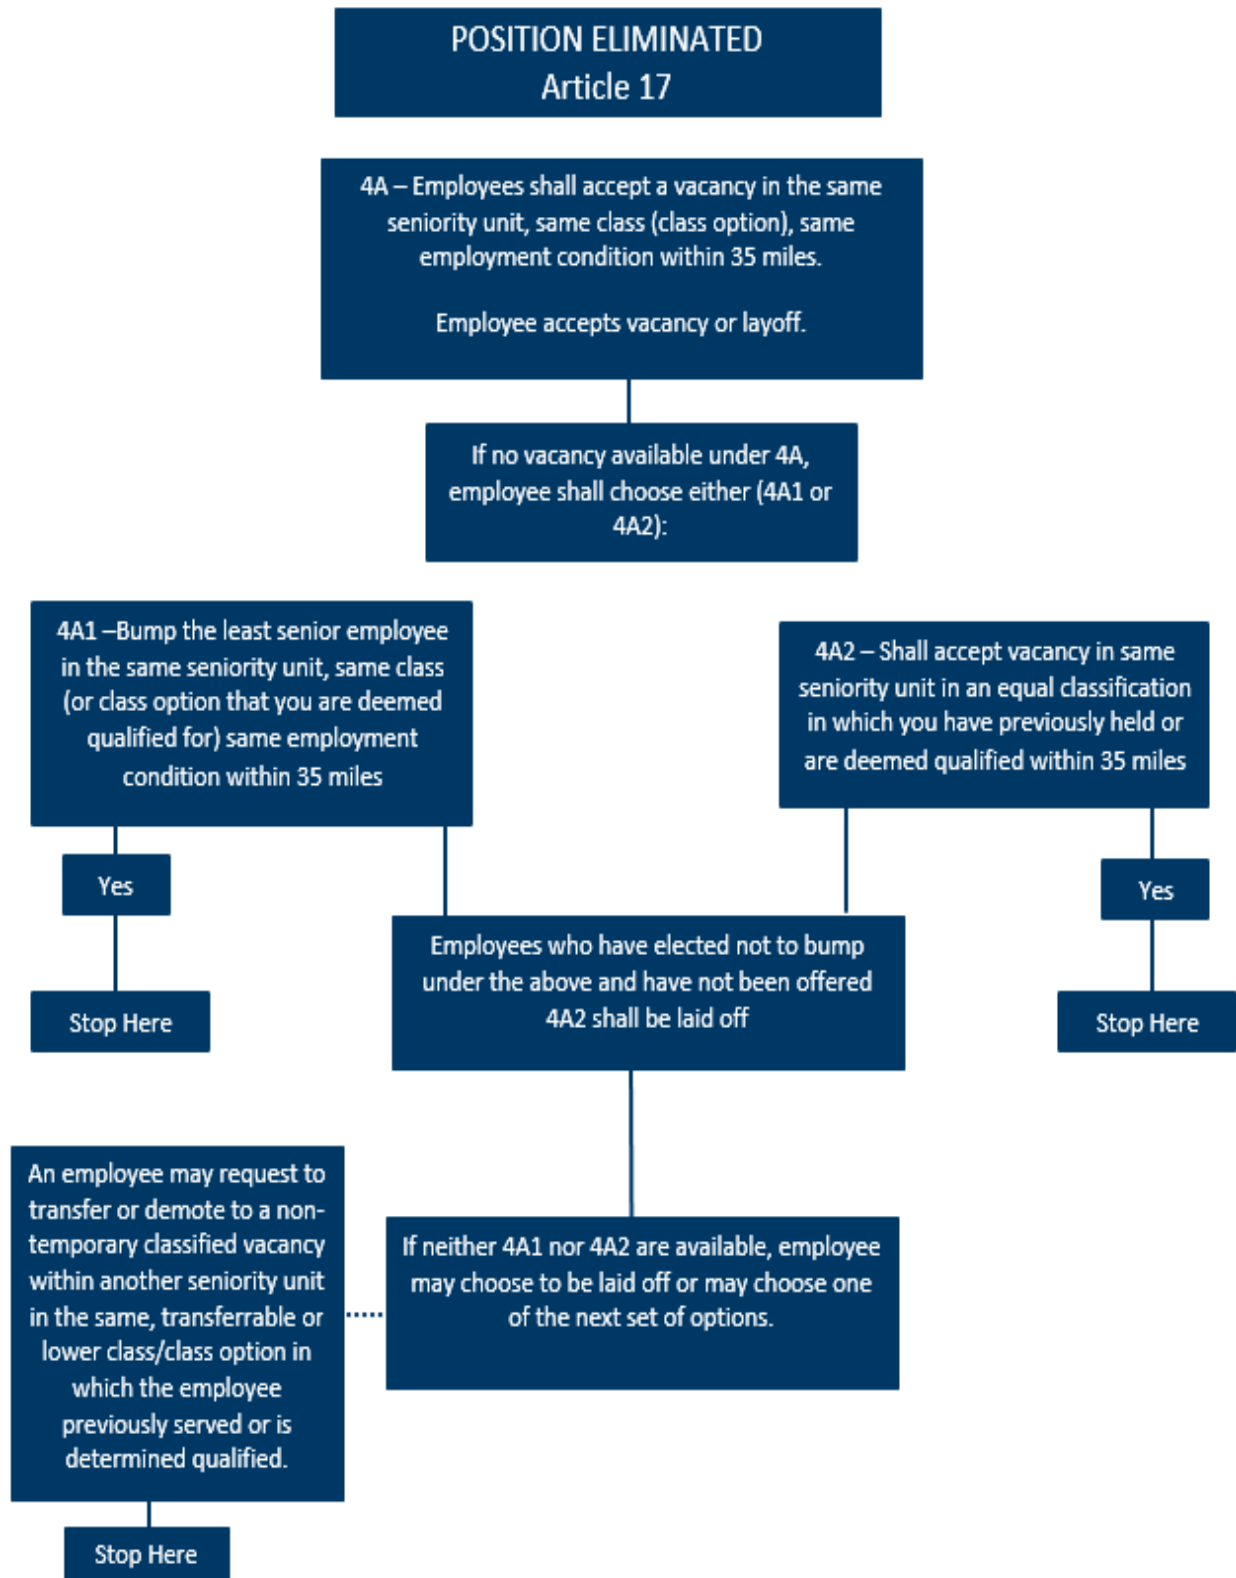 POSITION ELIMINATED
Article 17
4A – Employees shall accept a vacancy in the same
seniority unit, same class (class option), same
employment condition within 35 miles.
Employee accepts vacancy or layoff.
If no vacancy available under 4A,
employee shall choose either (4A1 or
4A2):
4A1 –Bump the least senior employee
in the same seniority unit, same class
(or class option that you are deemed
qualified for) same employment
condition within 35 miles
4A2 – Shall accept vacancy in same
seniority unit in an equal classification
in which you have previously held or
are deemed qualified within 35 miles
Yes
Yes
Employees who have elected not to bump
under the above and have not been offered
4A2 shall be laid off
Stop Here
Stop Here
An employee may request to
transfer or demote to a non-
temporary classified vacancy
within another seniority unit
in the same, transferrable or
lower class/class option in
which the employee
previously served or is
determined qualified.
If neither 4A1 nor 4A2 are available, employee
may choose to be laid off or may choose one
of the next set of options.
Stop Here